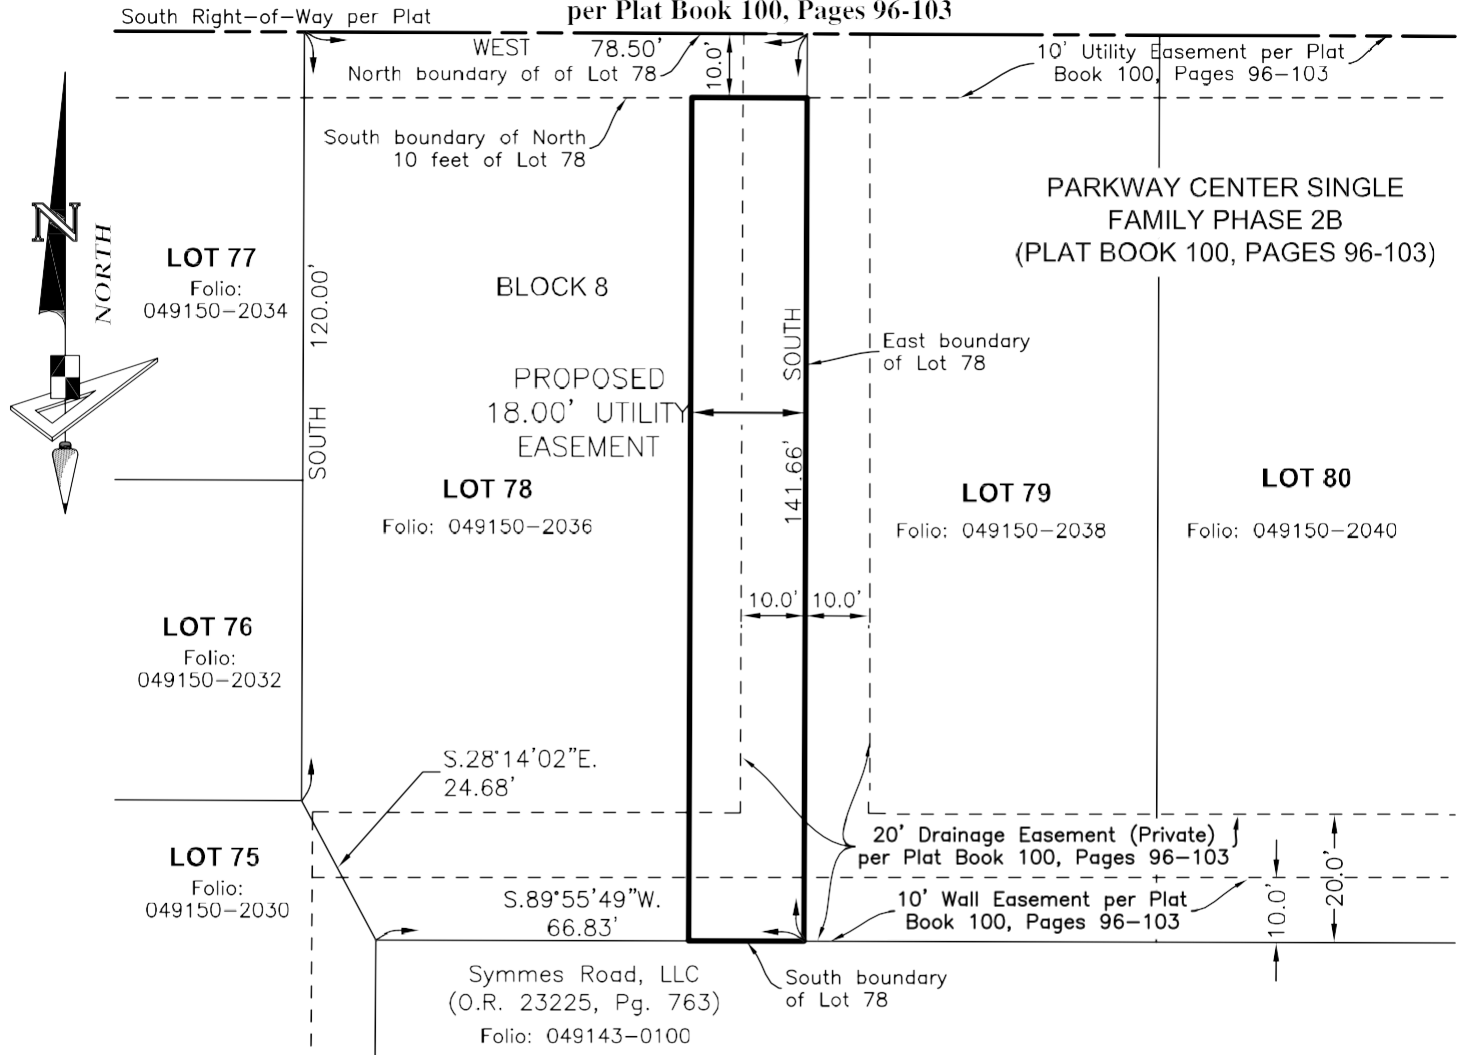 per Plat Book 100, Pages 96-103
South Right-of-Way per Plat
WEST 78.50'
North boundary of of Lot 78
10.0'
10' Utility Easement per Plat
Book 100, Pages 96-103
South boundary of North
10 feet of Lot 78
PARKWAY CENTER SINGLE
FAMILY PHASE 2B
(PLAT BOOK 100, PAGES 96-103)
N
NORTH
LOT 77
Folio:
049150-2034
SOUTH 120.00'
BLOCK 8
PROPOSED
18.00' UTILITY
EASEMENT
SOUTH
141.66'
East boundary
of Lot 78
LOT 78
Folio: 049150-2036
LOT 79
Folio: 049150-2038
LOT 80
Folio: 049150-2040
10.0' 10.0'
LOT 76
Folio:
049150-2032
S.28°14'02"E.
24.68'
LOT 75
Folio:
049150-2030
20' Drainage Easement (Private)
per Plat Book 100, Pages 96-103
S.89°55'49"W.
66.83'
10' Wall Easement per Plat
Book 100, Pages 96-103
10.0'
20.0'
Symmes Road, LLC
(O.R. 23225, Pg. 763)
Folio: 049143-0100
South boundary
of Lot 78